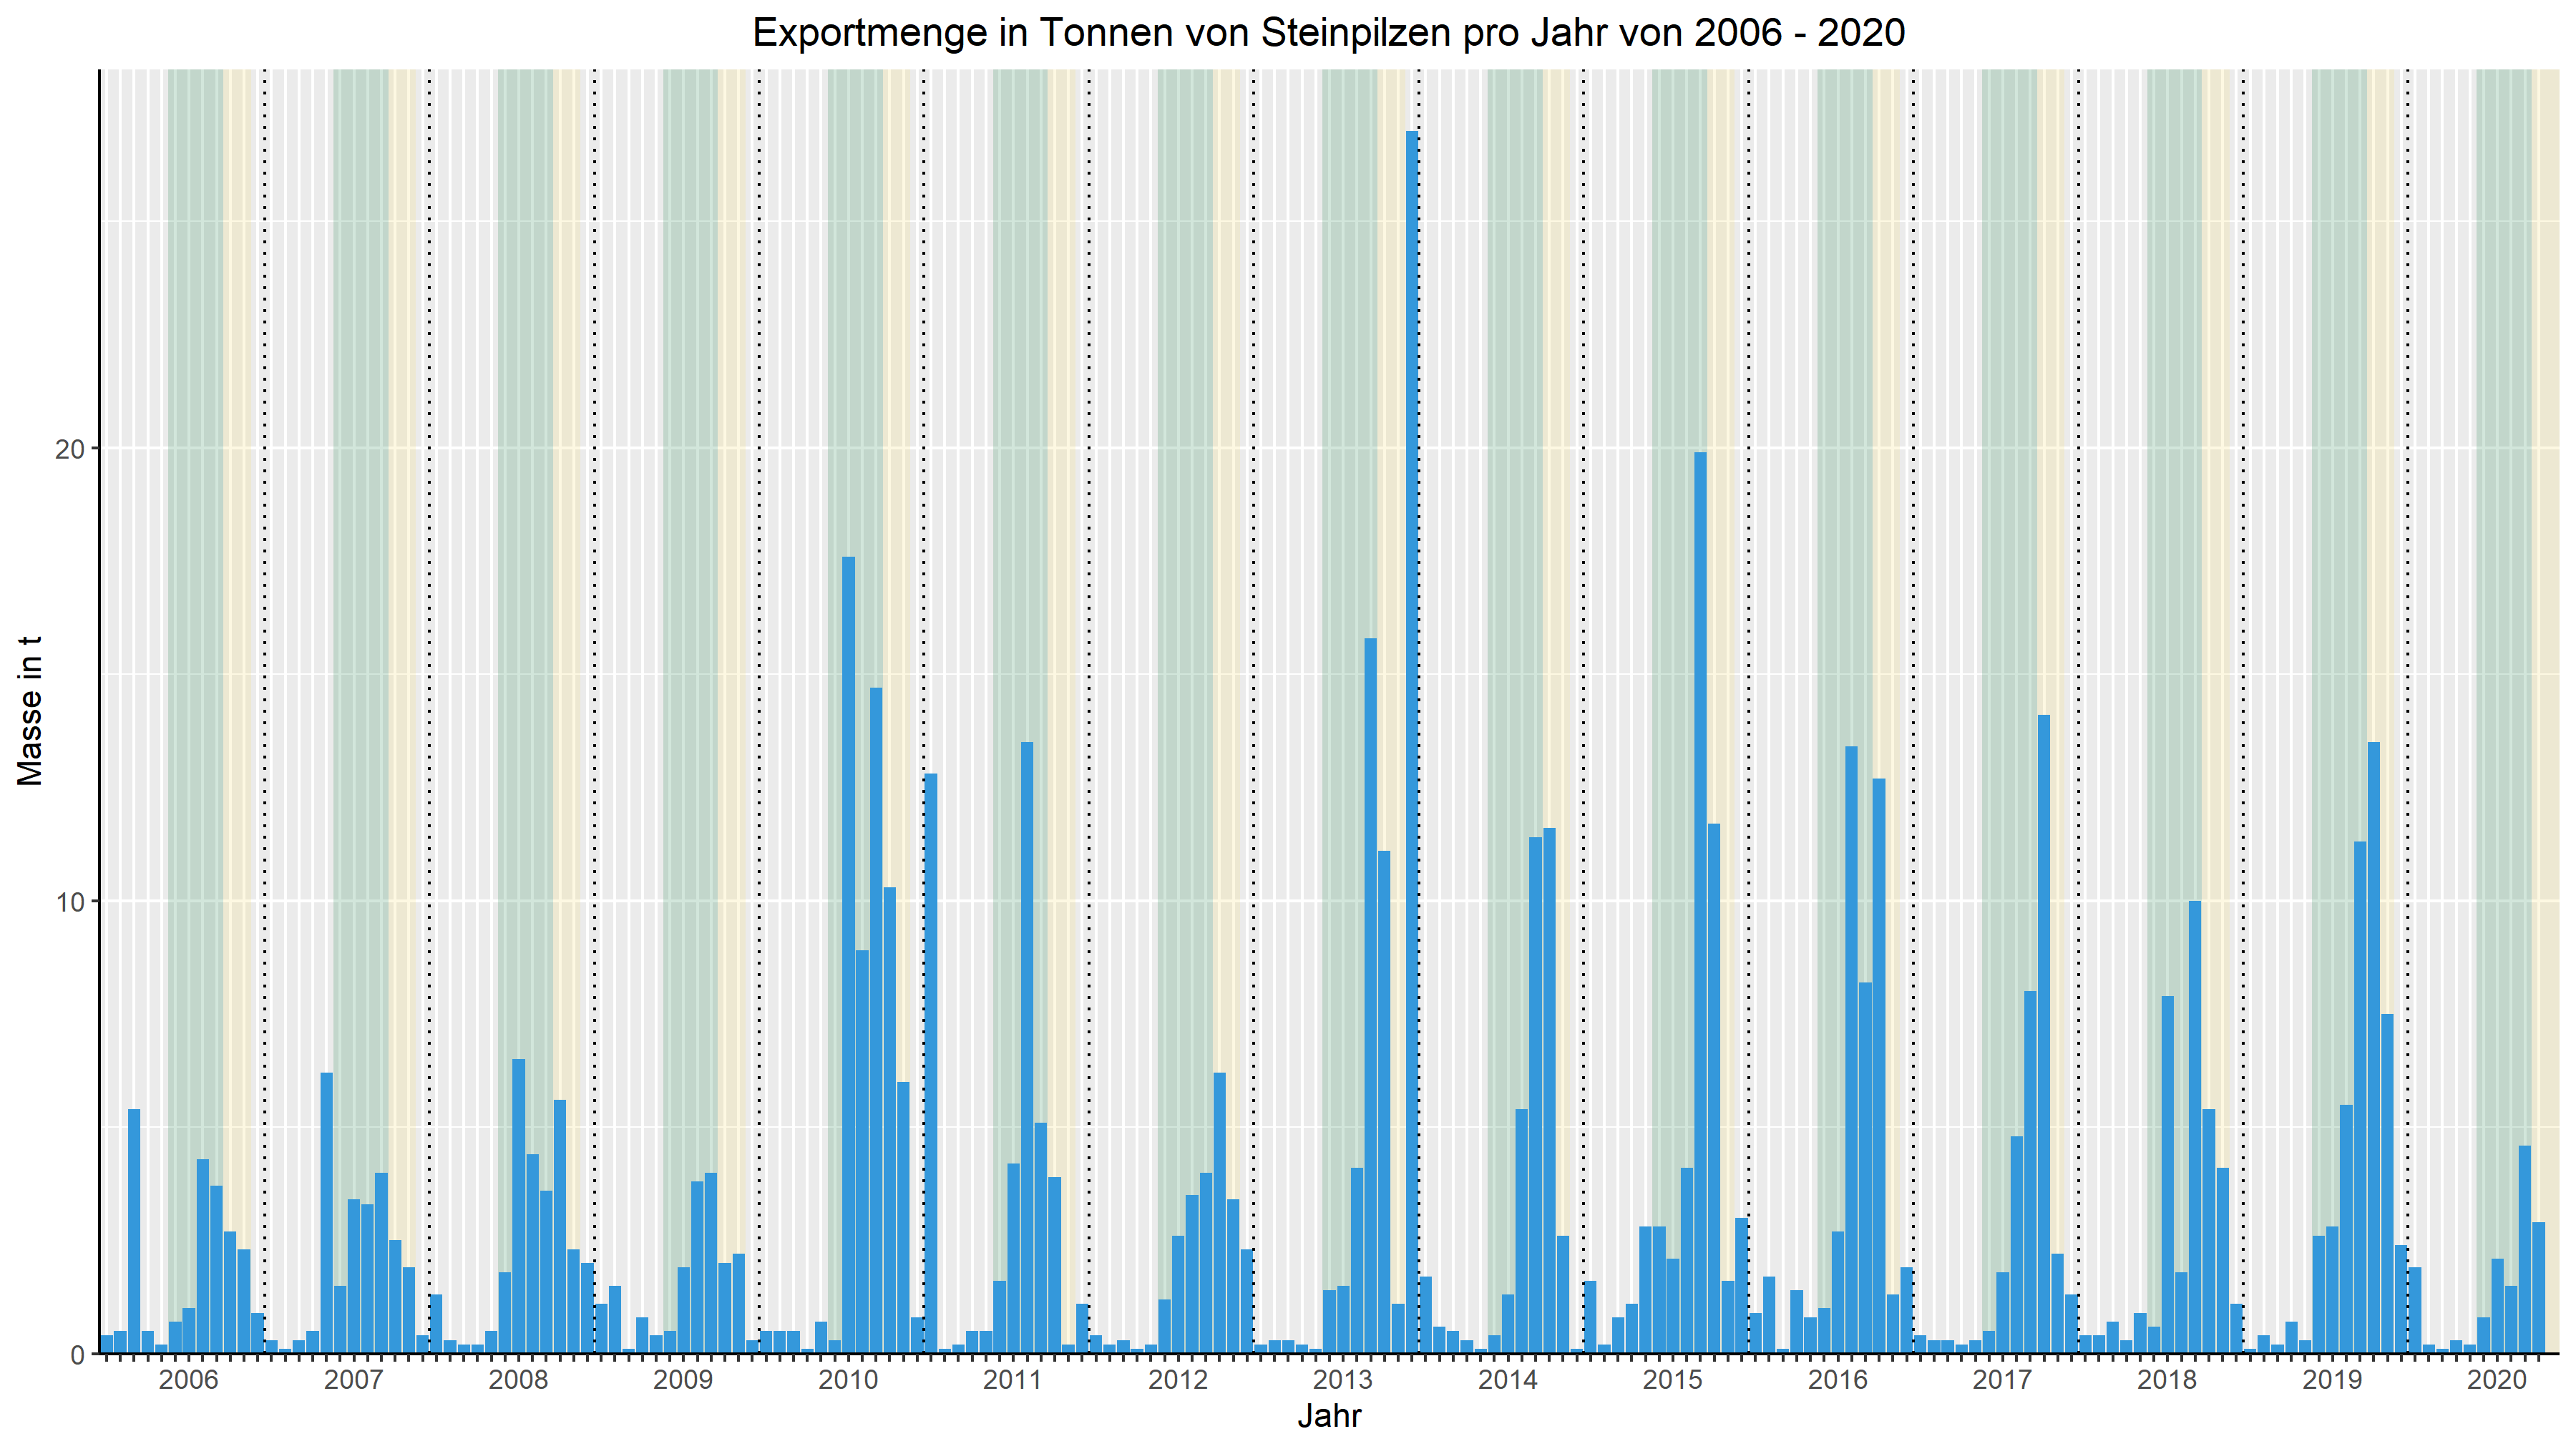 Exportmenge in Tonnen von Steinpilzen pro Jahr von 2006 - 2020
Masse in t
20
10
0
2006 2007 2008 2009 2010 2011 2012 2013 2014 2015 2016 2017 2018 2019 2020
Jahr